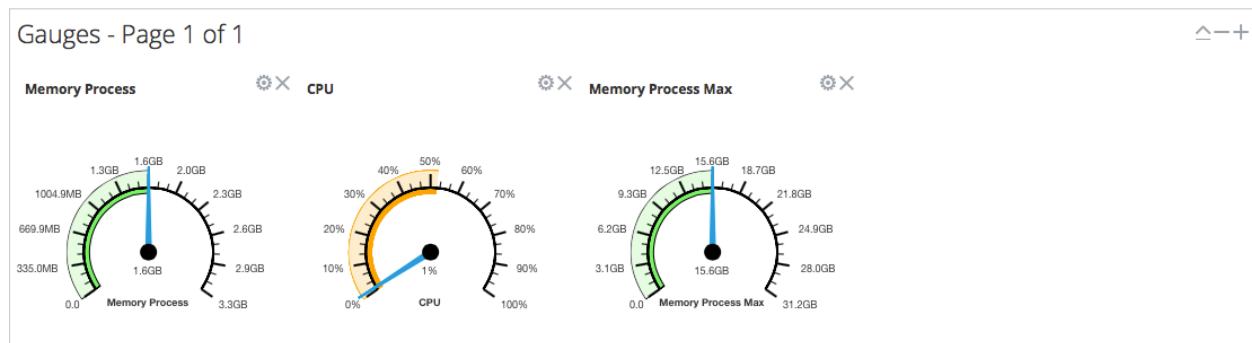 Gauges - Page 1 of 1
Memory Process
1.6GB
1.3GB
2.0GB
1004.9MB
2.3GB
669.9MB
2.6GB
335.0MB
1.6GB
2.9GB
0.0
Memory Process
3.3GB
CPU
50%
40%
60%
30%
70%
20%
80%
10%
1%
90%
0%
CPU
100%
Memory Process Max
15.6GB
12.5GB
18.7GB
9.3GB
21.8GB
6.2GB
24.9GB
3.1GB
15.6GB
28.0GB
0.0
Memory Process Max
31.2GB